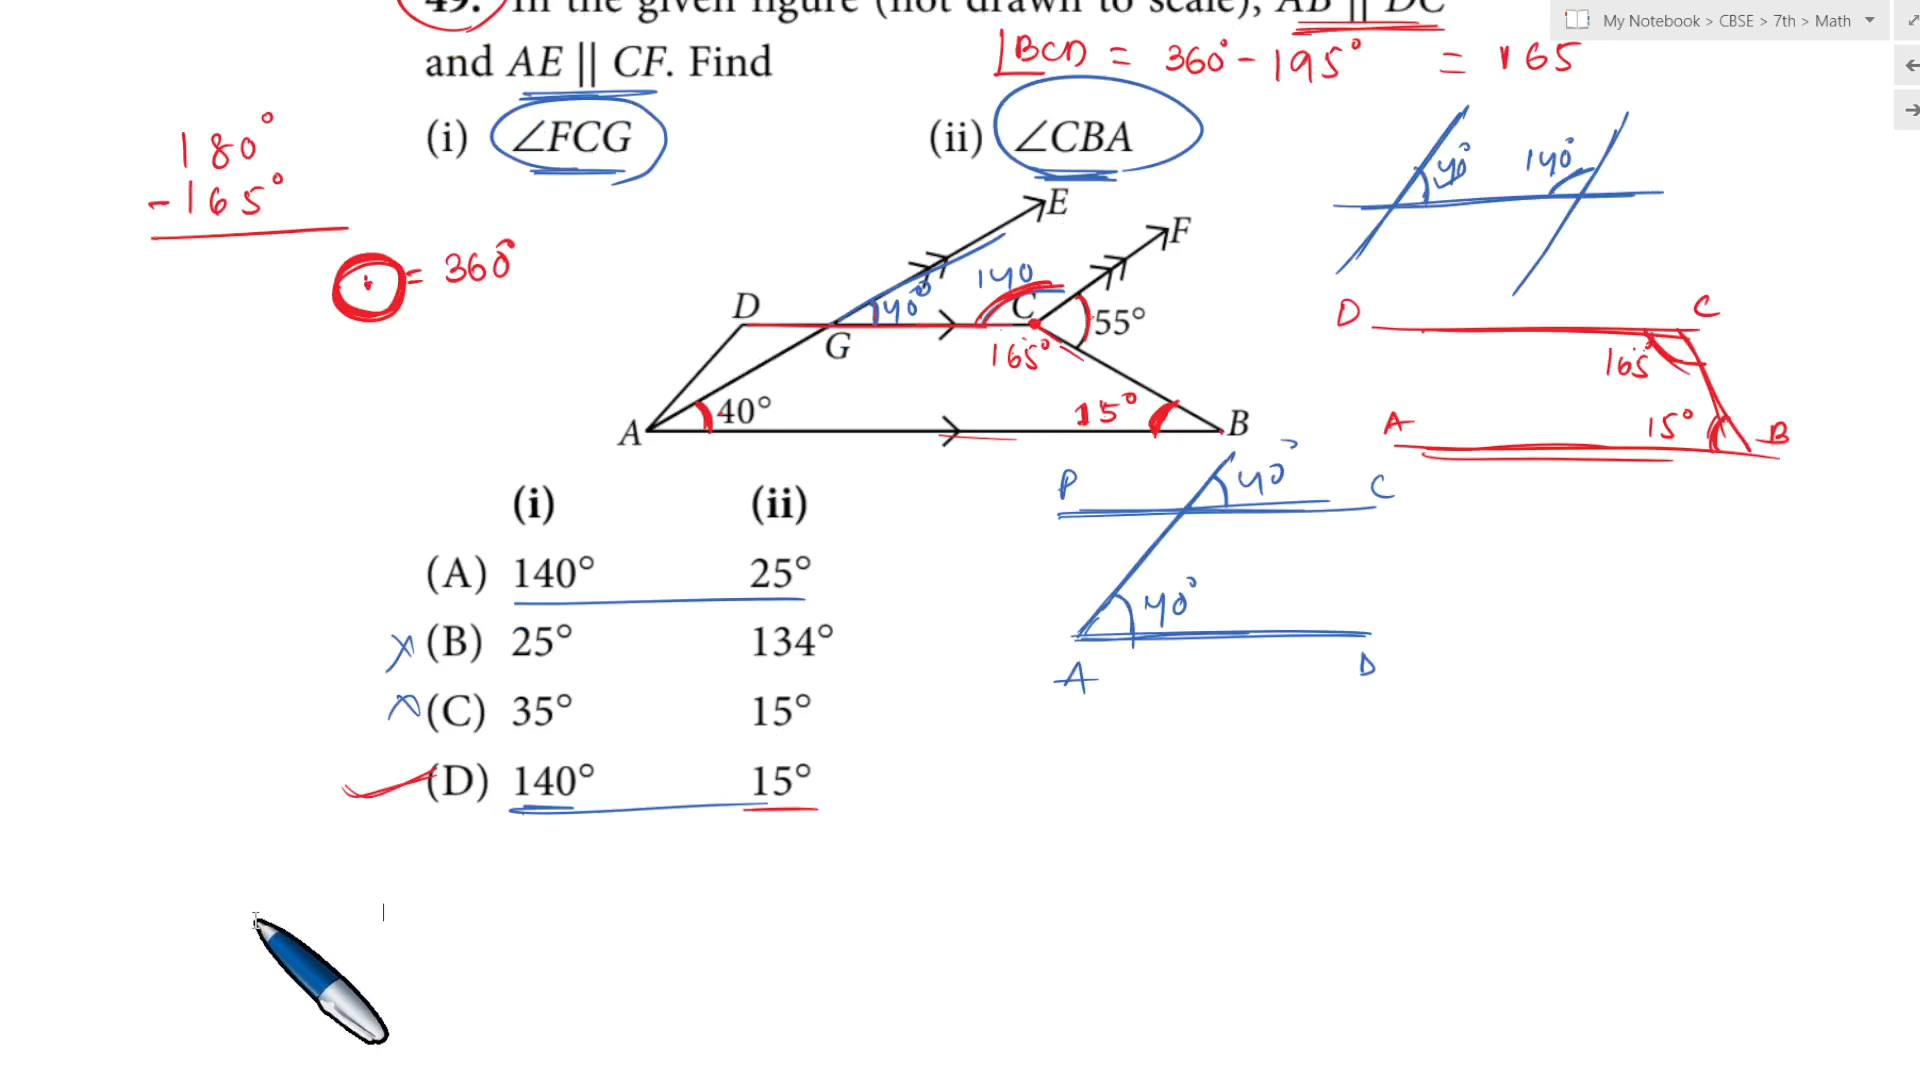 49. In the given figure (not drawn to scale), AB || DC
My Notebook > CBSE > 7th > Math
and AE || CF. Find
∠BCD = 360° - 195° = 165
(i) ∠FCG (ii) ∠CBA
180°
-165°
= 360°
40° 140°
E
F
D
G
C
A
B
40°
140
55°
165°
40°
15°
D C
165°
A 15° B
P 40° C
40°
A D
(i) (ii)
(A) 140° 25°
(B) 25° 134°
(C) 35° 15°
(D) 140° 15°